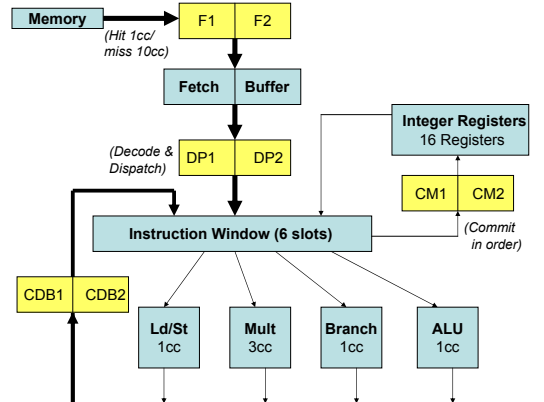 Memory
(Hit 1cc/
miss 10cc)
F1 F2
Fetch Buffer
Integer Registers
16 Registers
(Decode &
Dispatch)
DP1 DP2
CM1 CM2
(Commit
in order)
Instruction Window (6 slots)
CDB1 CDB2
Ld/St
1cc
Mult
3cc
Branch
1cc
ALU
1cc